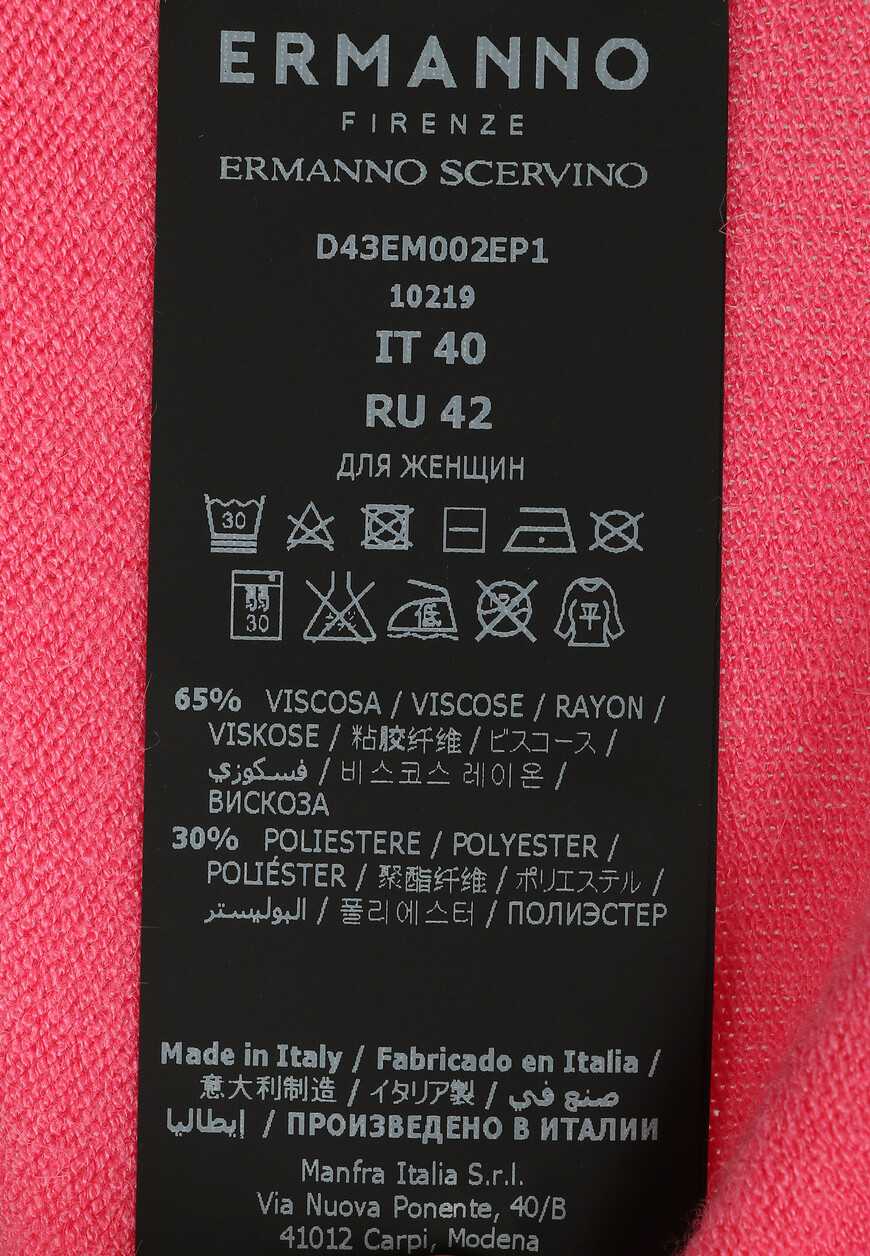 ERMANNO
FIRENZE
ERMANNO SCERVINO
D43EM002EP1
10219
IT 40
RU 42
ДЛЯ ЖЕНЩИН
30
弱
30
低
平
65% VISCOSA / VISCOSE / RAYON /
VISKOSE / 粘胶纤维 / ビスコース /
فسكوزي / 비스코스 레이온 /
ВИСКОЗА
30% POLIESTERE / POLYESTER /
POLIÉSTER / 聚酯纤维 / ポリエステル /
البوليستر / 폴리에스터 / ПОЛИЭСТЕР
Made in Italy / Fabricado en Italia /
意大利制造 / イタリア製 / صنع في
إيطاليا / ПРОИЗВЕДЕНО В ИТАЛИИ
Manfra Italia S.r.l.
Via Nuova Ponente, 40/B
41012 Carpi, Modena